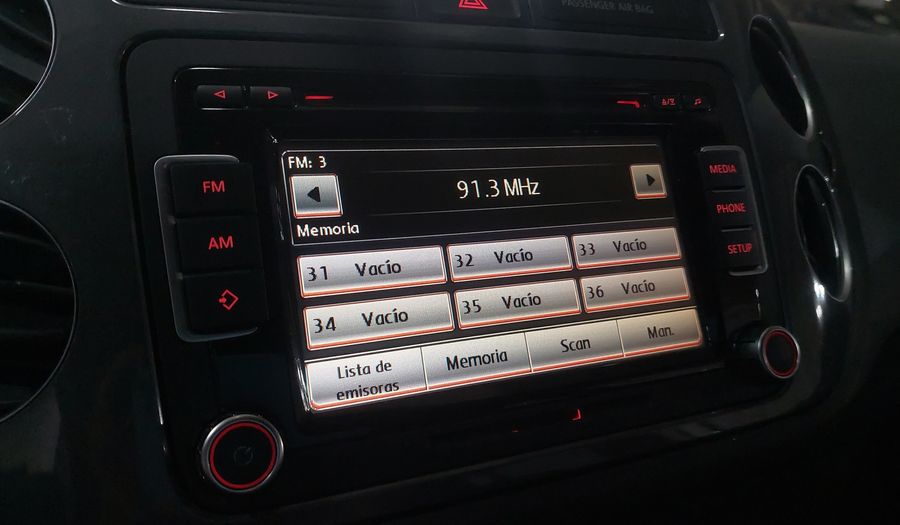 PASSENGER AIR BAG
FM: 3
91.3 MHz
Memoria
31 Vacío
32 Vacío
33 Vacío
34 Vacío
35 Vacío
36 Vacío
Lista de
emisoras
Memoria
Scan
Man.
FM
AM
MEDIA
PHONE
SETUP